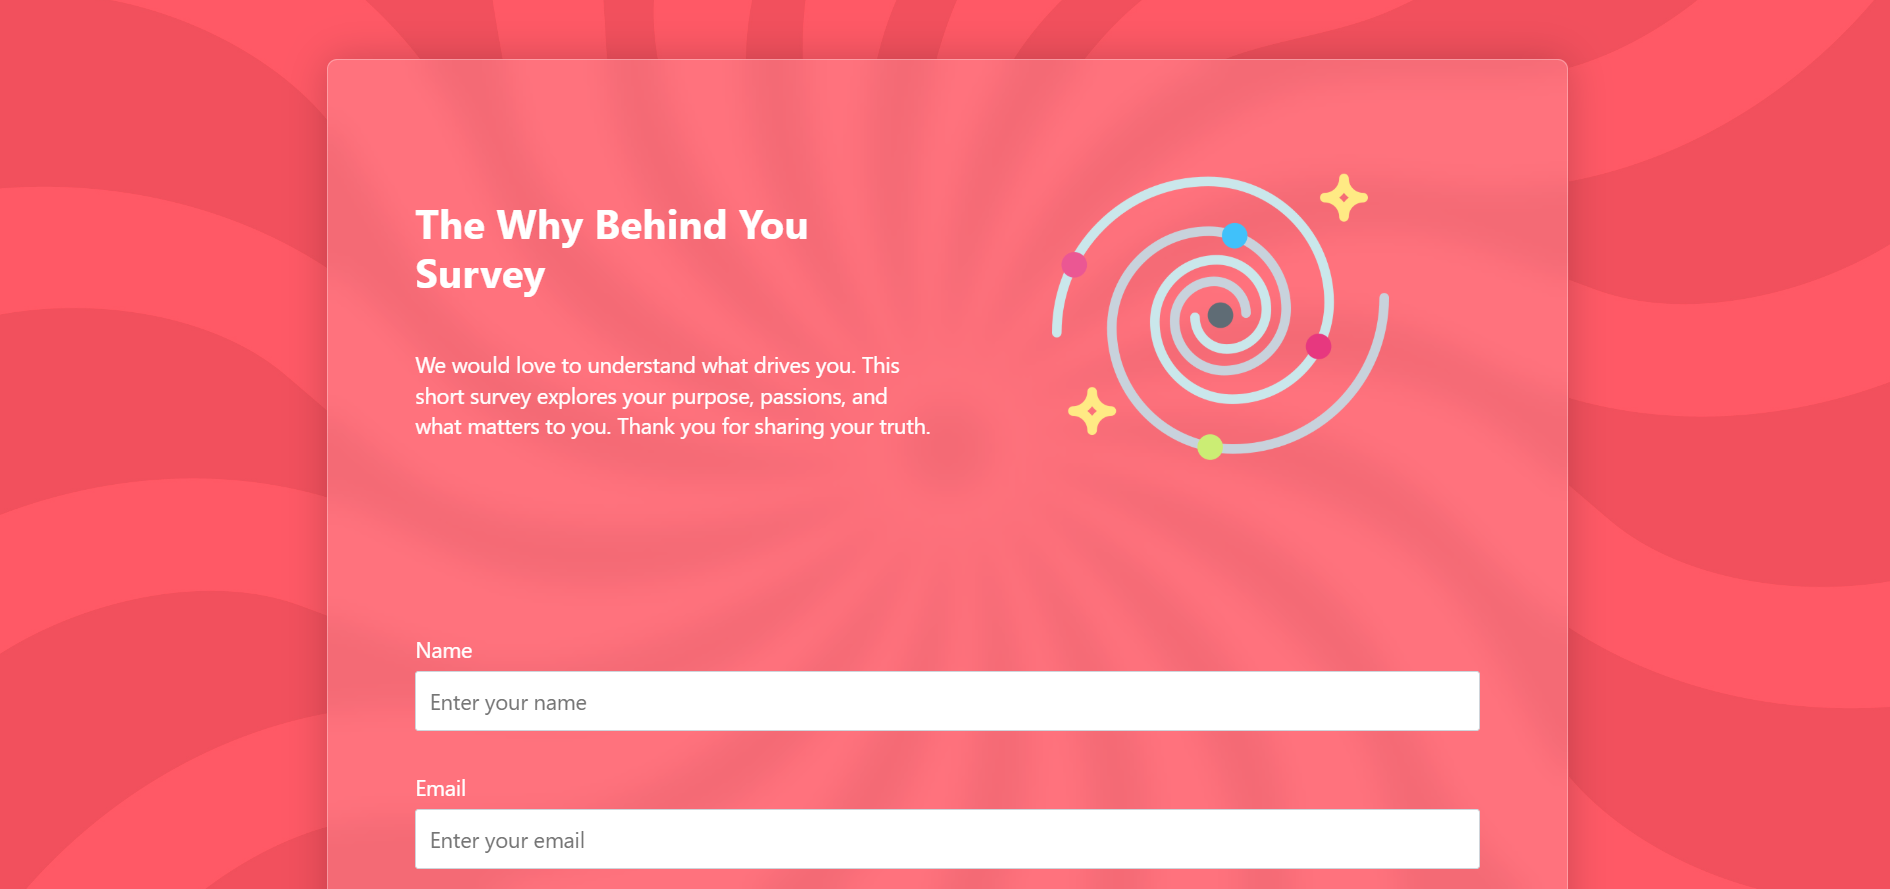 The Why Behind You
Survey
We would love to understand what drives you. This
short survey explores your purpose, passions, and
what matters to you. Thank you for sharing your truth.
Name
Enter your name
Email
Enter your email